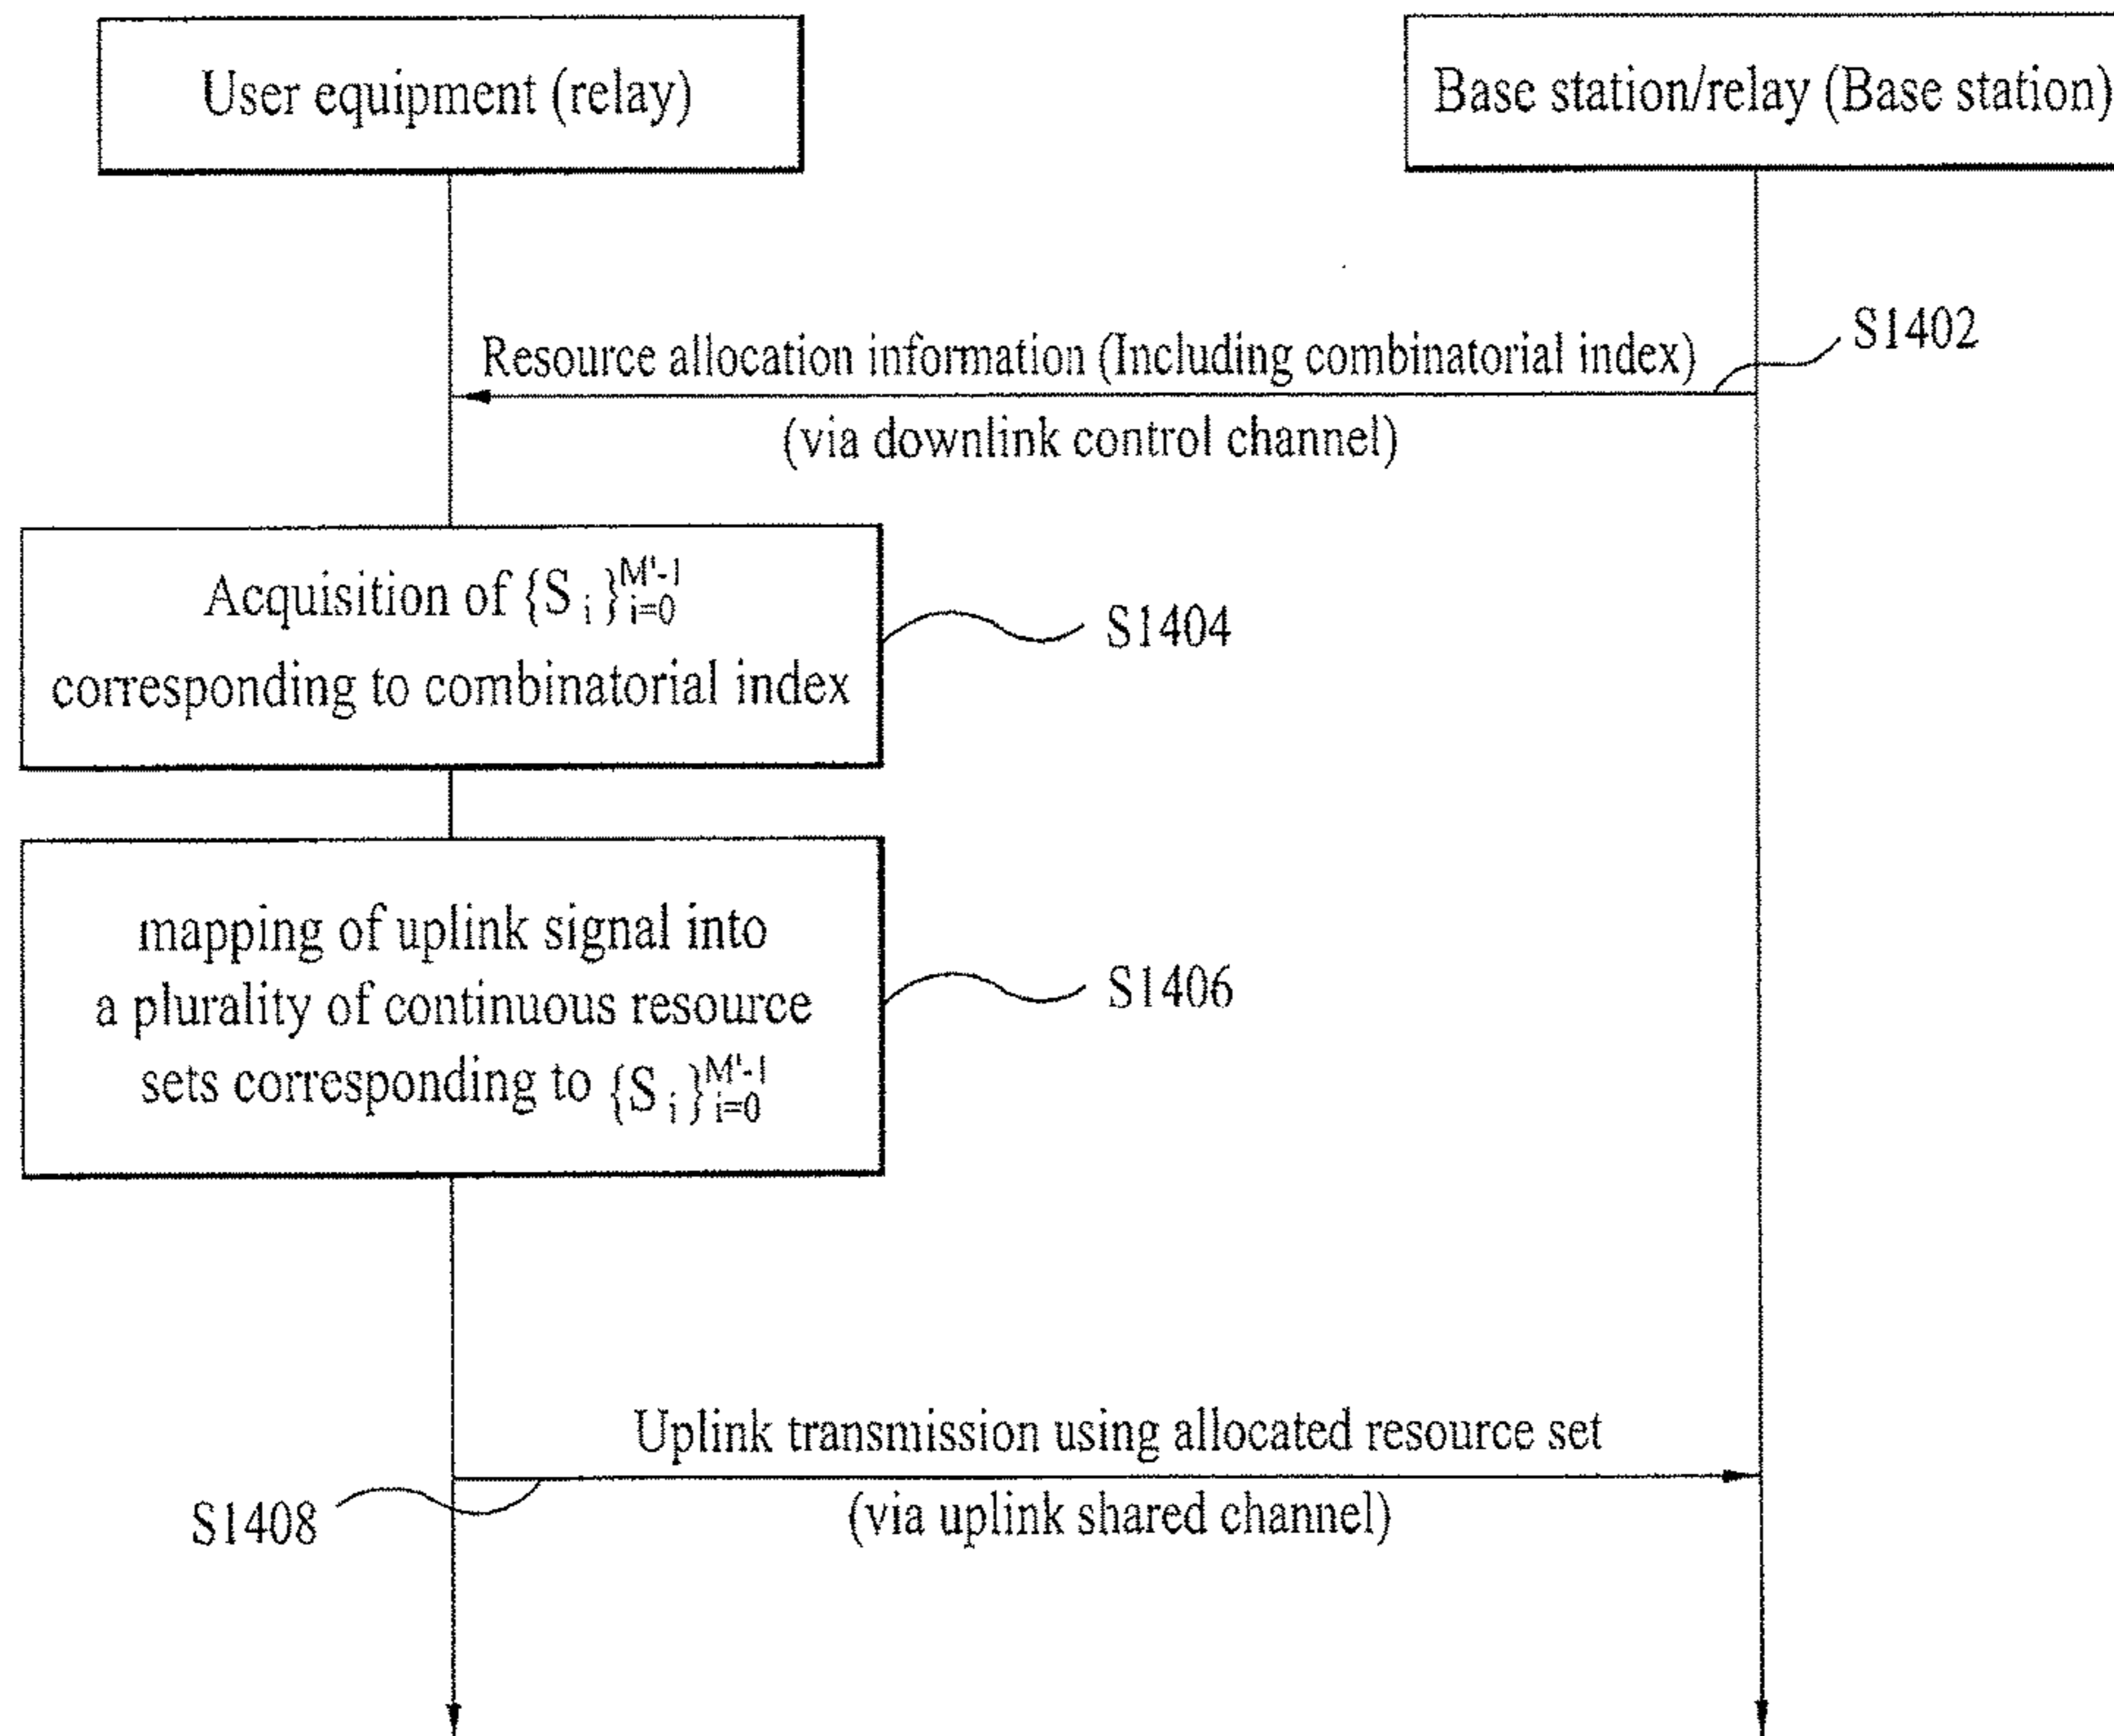 User equipment (relay)
Base station/relay (Base station)
Resource allocation information (Including combinatorial index)
S1402
(via downlink control channel)
Acquisition of {S i}M'-1 i=0
corresponding to combinatorial index
S1404
mapping of uplink signal into
a plurality of continuous resource
sets corresponding to {S i}M'-1 i=0
S1406
Uplink transmission using allocated resource set
S1408
(via uplink shared channel)